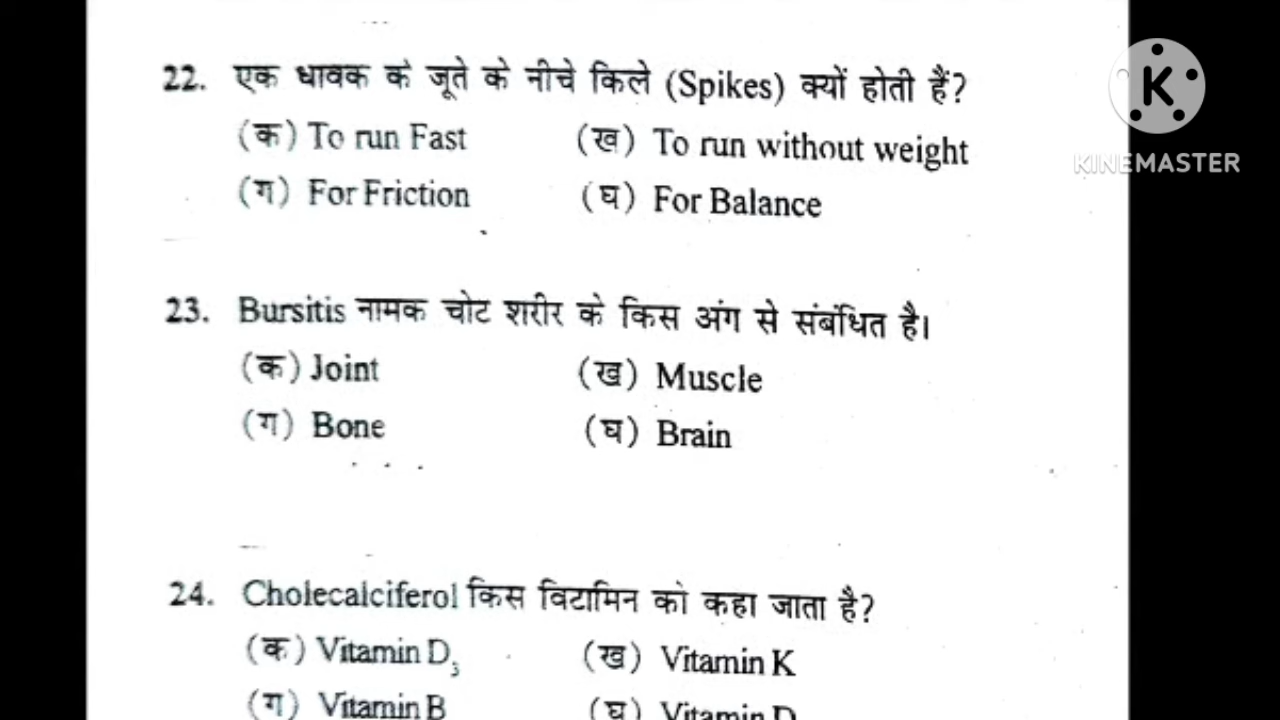 K
KINEMASTER
22. एक धावक के जूते के नीचे किले (Spikes) क्यों होती हैं?
(क) To run Fast (ख) To run without weight
(ग) For Friction (घ) For Balance
23. Bursitis नामक चोट शरीर के किस अंग से संबंधित है।
(क) Joint (ख) Muscle
(ग) Bone (घ) Brain
24. Cholecalciferol किस विटामिन को कहा जाता है?
(क) Vitamin D₃ (ख) Vitamin K
(ग) Vitamin B (घ) Vitamin D